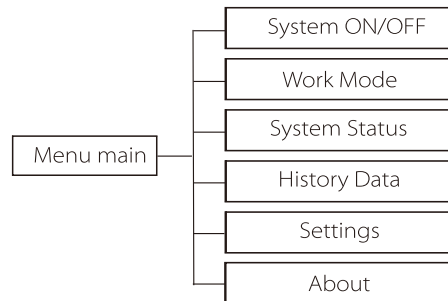 System ON/OFF
Work Mode
System Status
Menu main
History Data
Settings
About